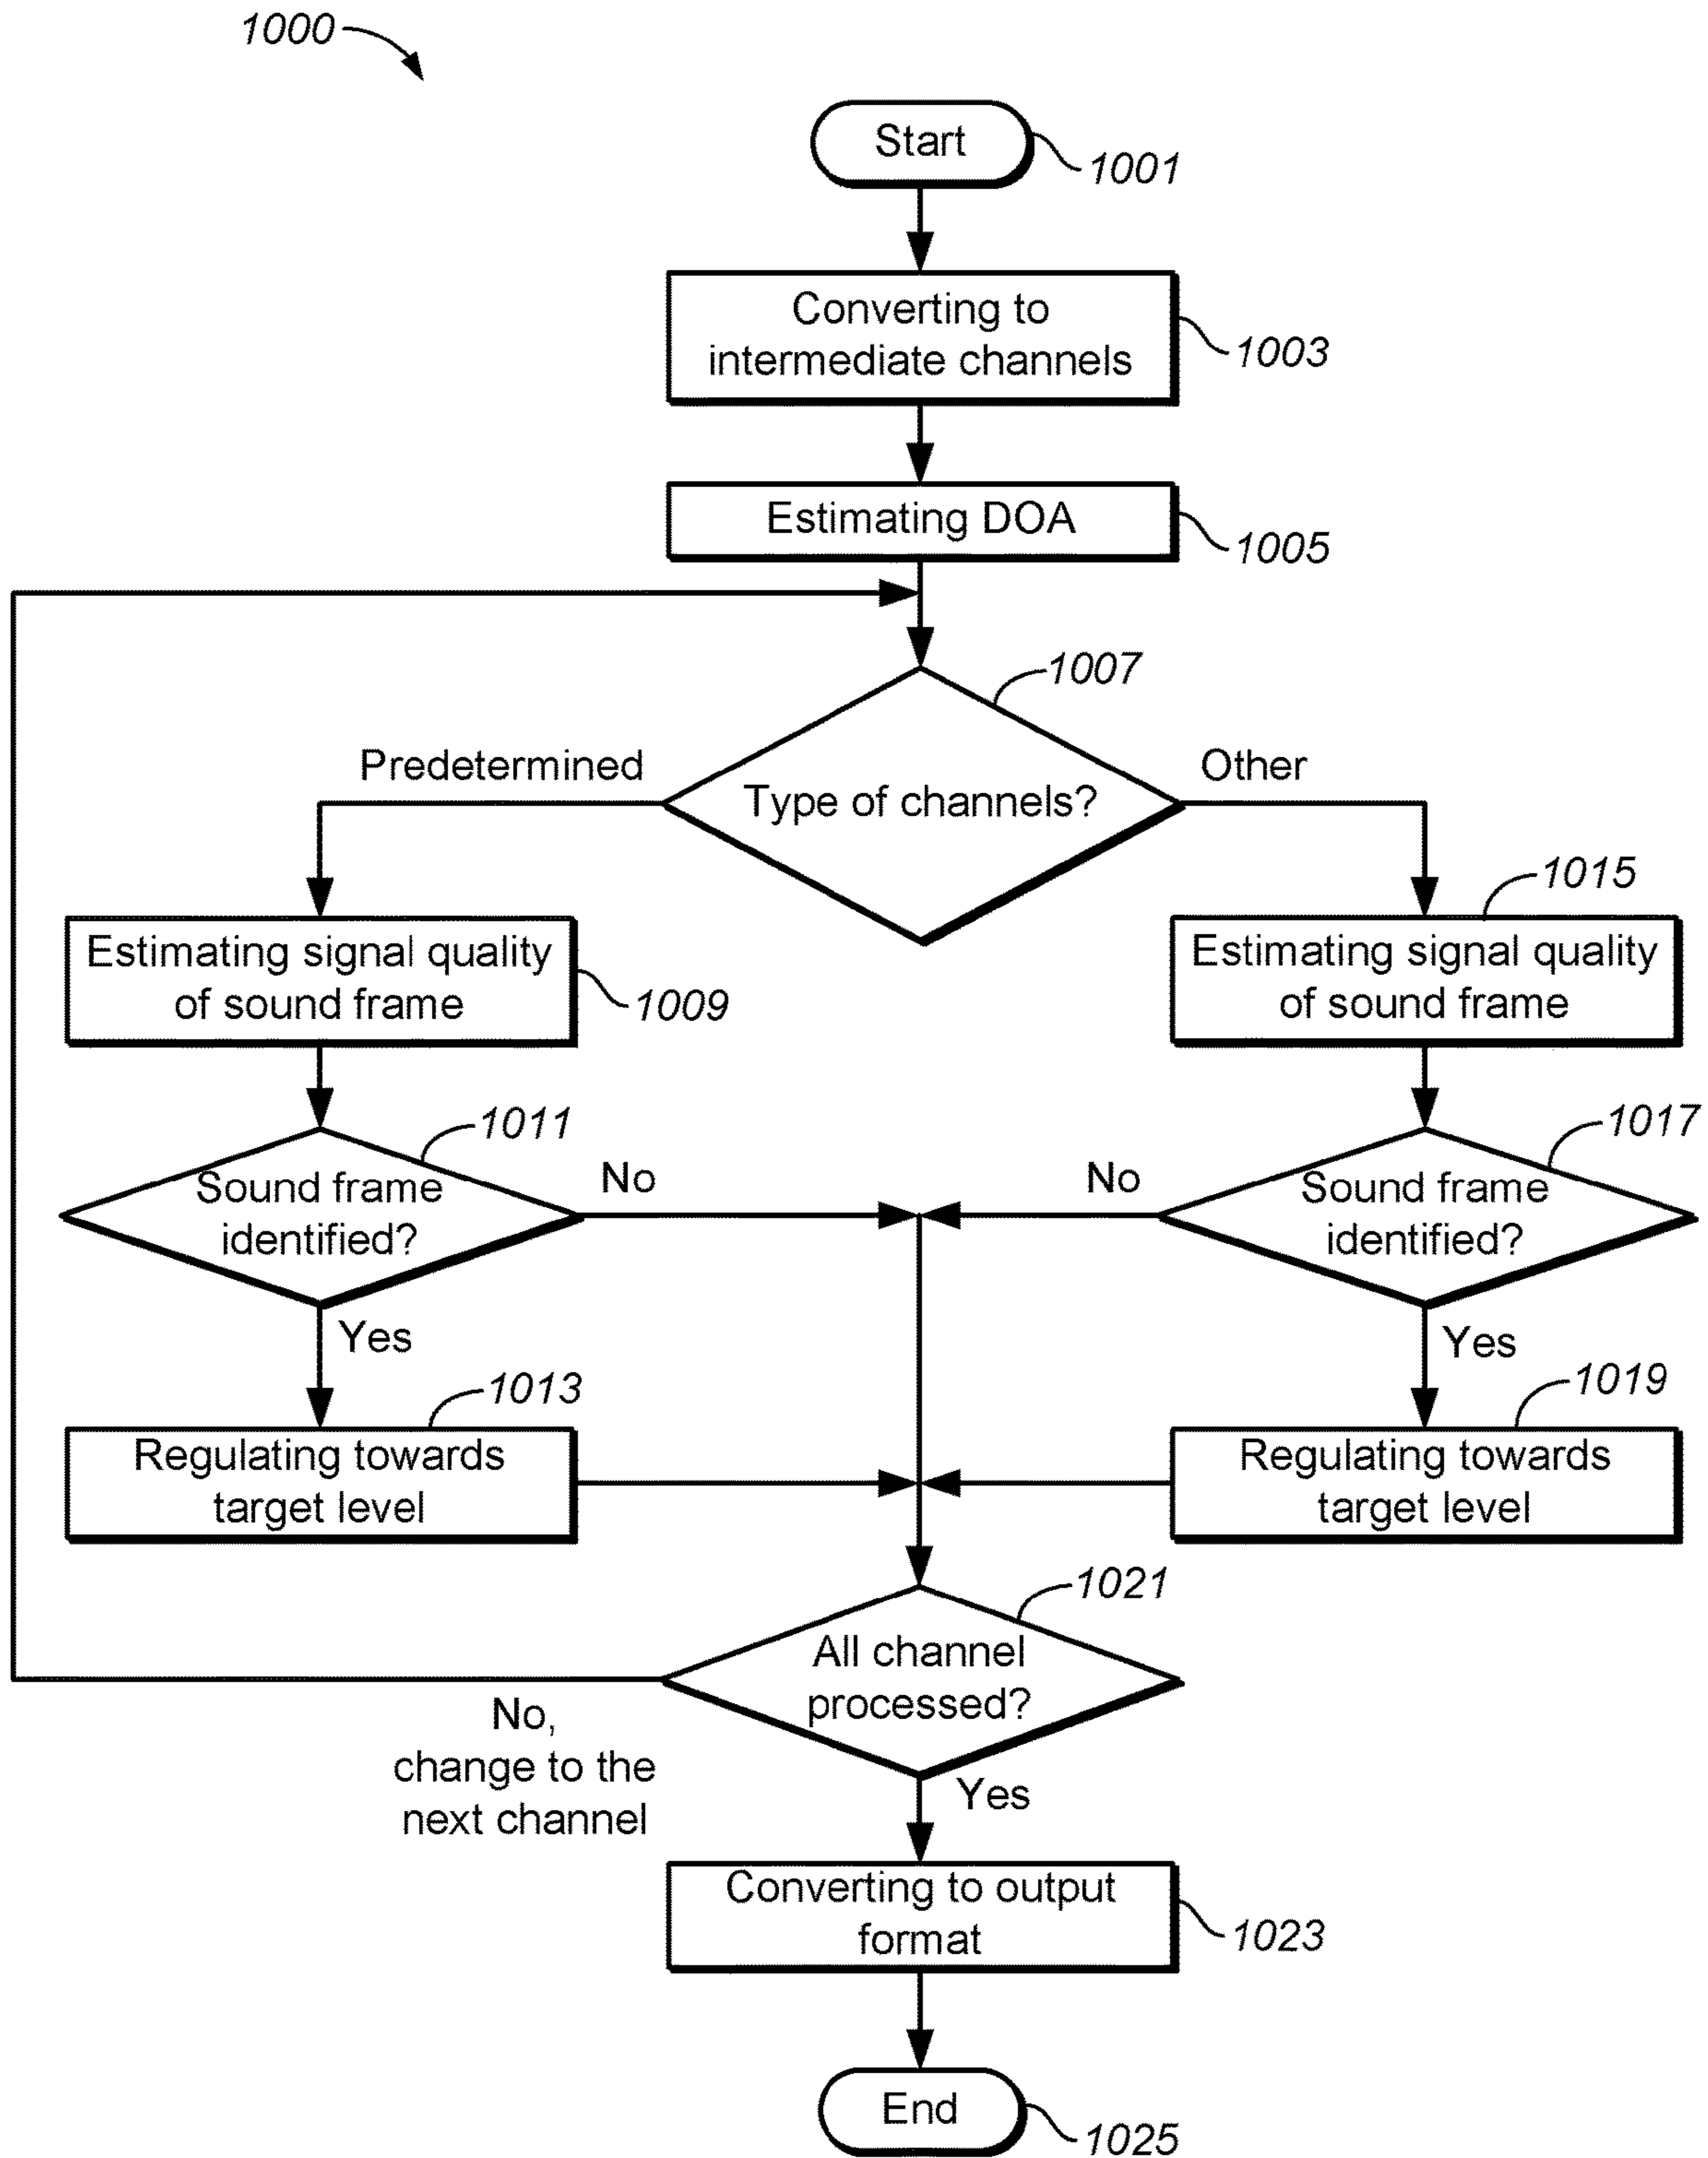 1000
Start
1001
Converting to
intermediate channels
1003
Estimating DOA
1005
1007
Predetermined
Type of channels?
Other
1015
Estimating signal quality
of sound frame
1009
Estimating signal quality
of sound frame
1011
Sound frame
identified?
No
No
1017
Sound frame
identified?
Yes
Yes
1013
Regulating towards
target level
1019
Regulating towards
target level
1021
All channel
processed?
No,
change to the
next channel
Yes
Converting to output
format
1023
End
1025